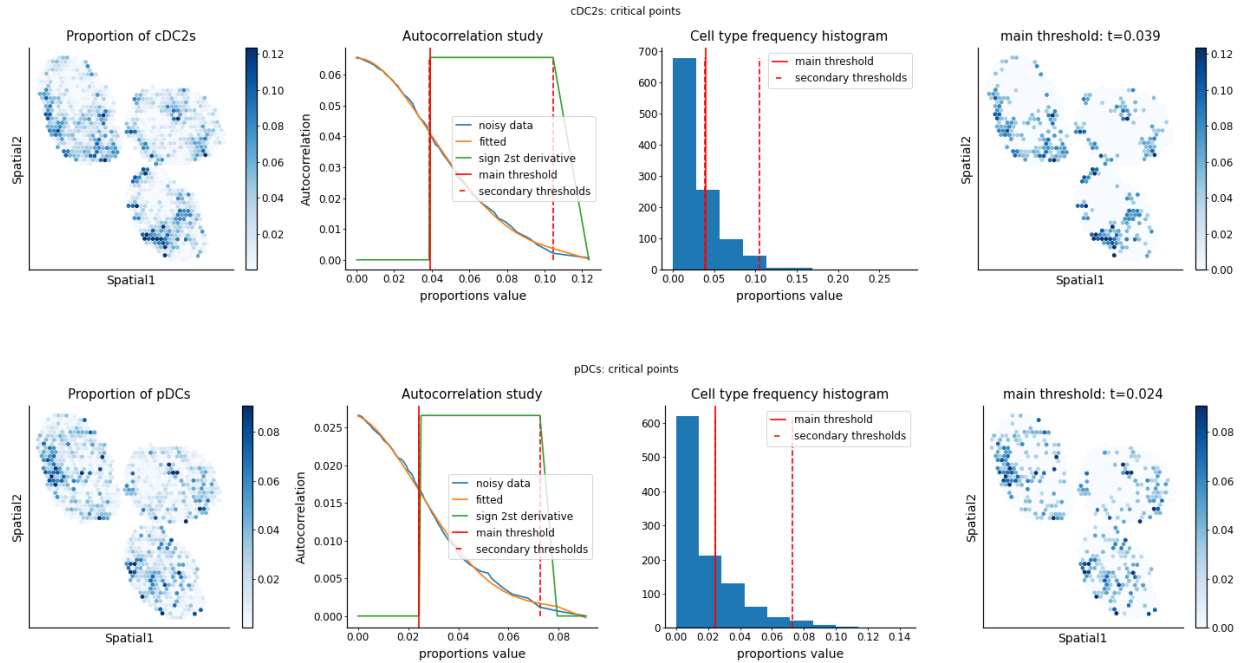 cDC2s: critical points
Proportion of cDC2s
Spatial2
Spatial1
0.12
0.10
0.08
0.06
0.04
0.02
Autocorrelation study
Autocorrelation
0.06
0.05
0.04
0.03
0.02
0.01
0.00
noisy data
fitted
sign 2st derivative
main threshold
secondary thresholds
0.00 0.02 0.04 0.06 0.08 0.10 0.12
proportions value
Cell type frequency histogram
700
600
500
400
300
200
100
0
main threshold
secondary thresholds
0.00 0.05 0.10 0.15 0.20 0.25
proportions value
main threshold: t=0.039
Spatial2
Spatial1
0.12
0.10
0.08
0.06
0.04
0.02
0.00
pDCs: critical points
Proportion of pDCs
Spatial2
Spatial1
0.08
0.06
0.04
0.02
Autocorrelation study
Autocorrelation
0.025
0.020
0.015
0.010
0.005
0.000
noisy data
fitted
sign 2st derivative
main threshold
secondary thresholds
0.00 0.02 0.04 0.06 0.08
proportions value
Cell type frequency histogram
600
500
400
300
200
100
0
main threshold
secondary thresholds
0.00 0.02 0.04 0.06 0.08 0.10 0.12 0.14
proportions value
main threshold: t=0.024
Spatial2
Spatial1
0.08
0.06
0.04
0.02
0.00